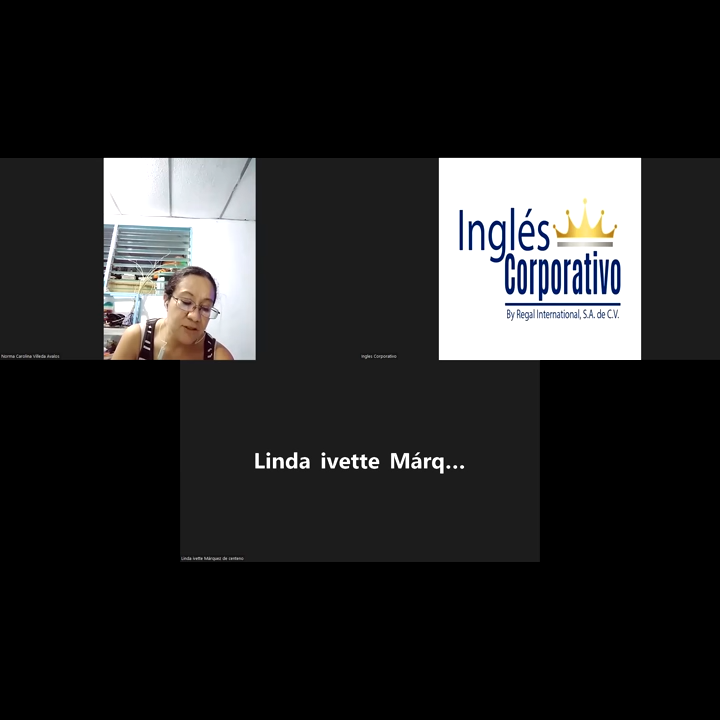 Inglés
Corporativo
By Regal International, S.A. de C.V.
Norma Carolina Villeda Avalos
Ingles Corporativo
Linda ivette Márq...
Linda ivette Márquez de centeno